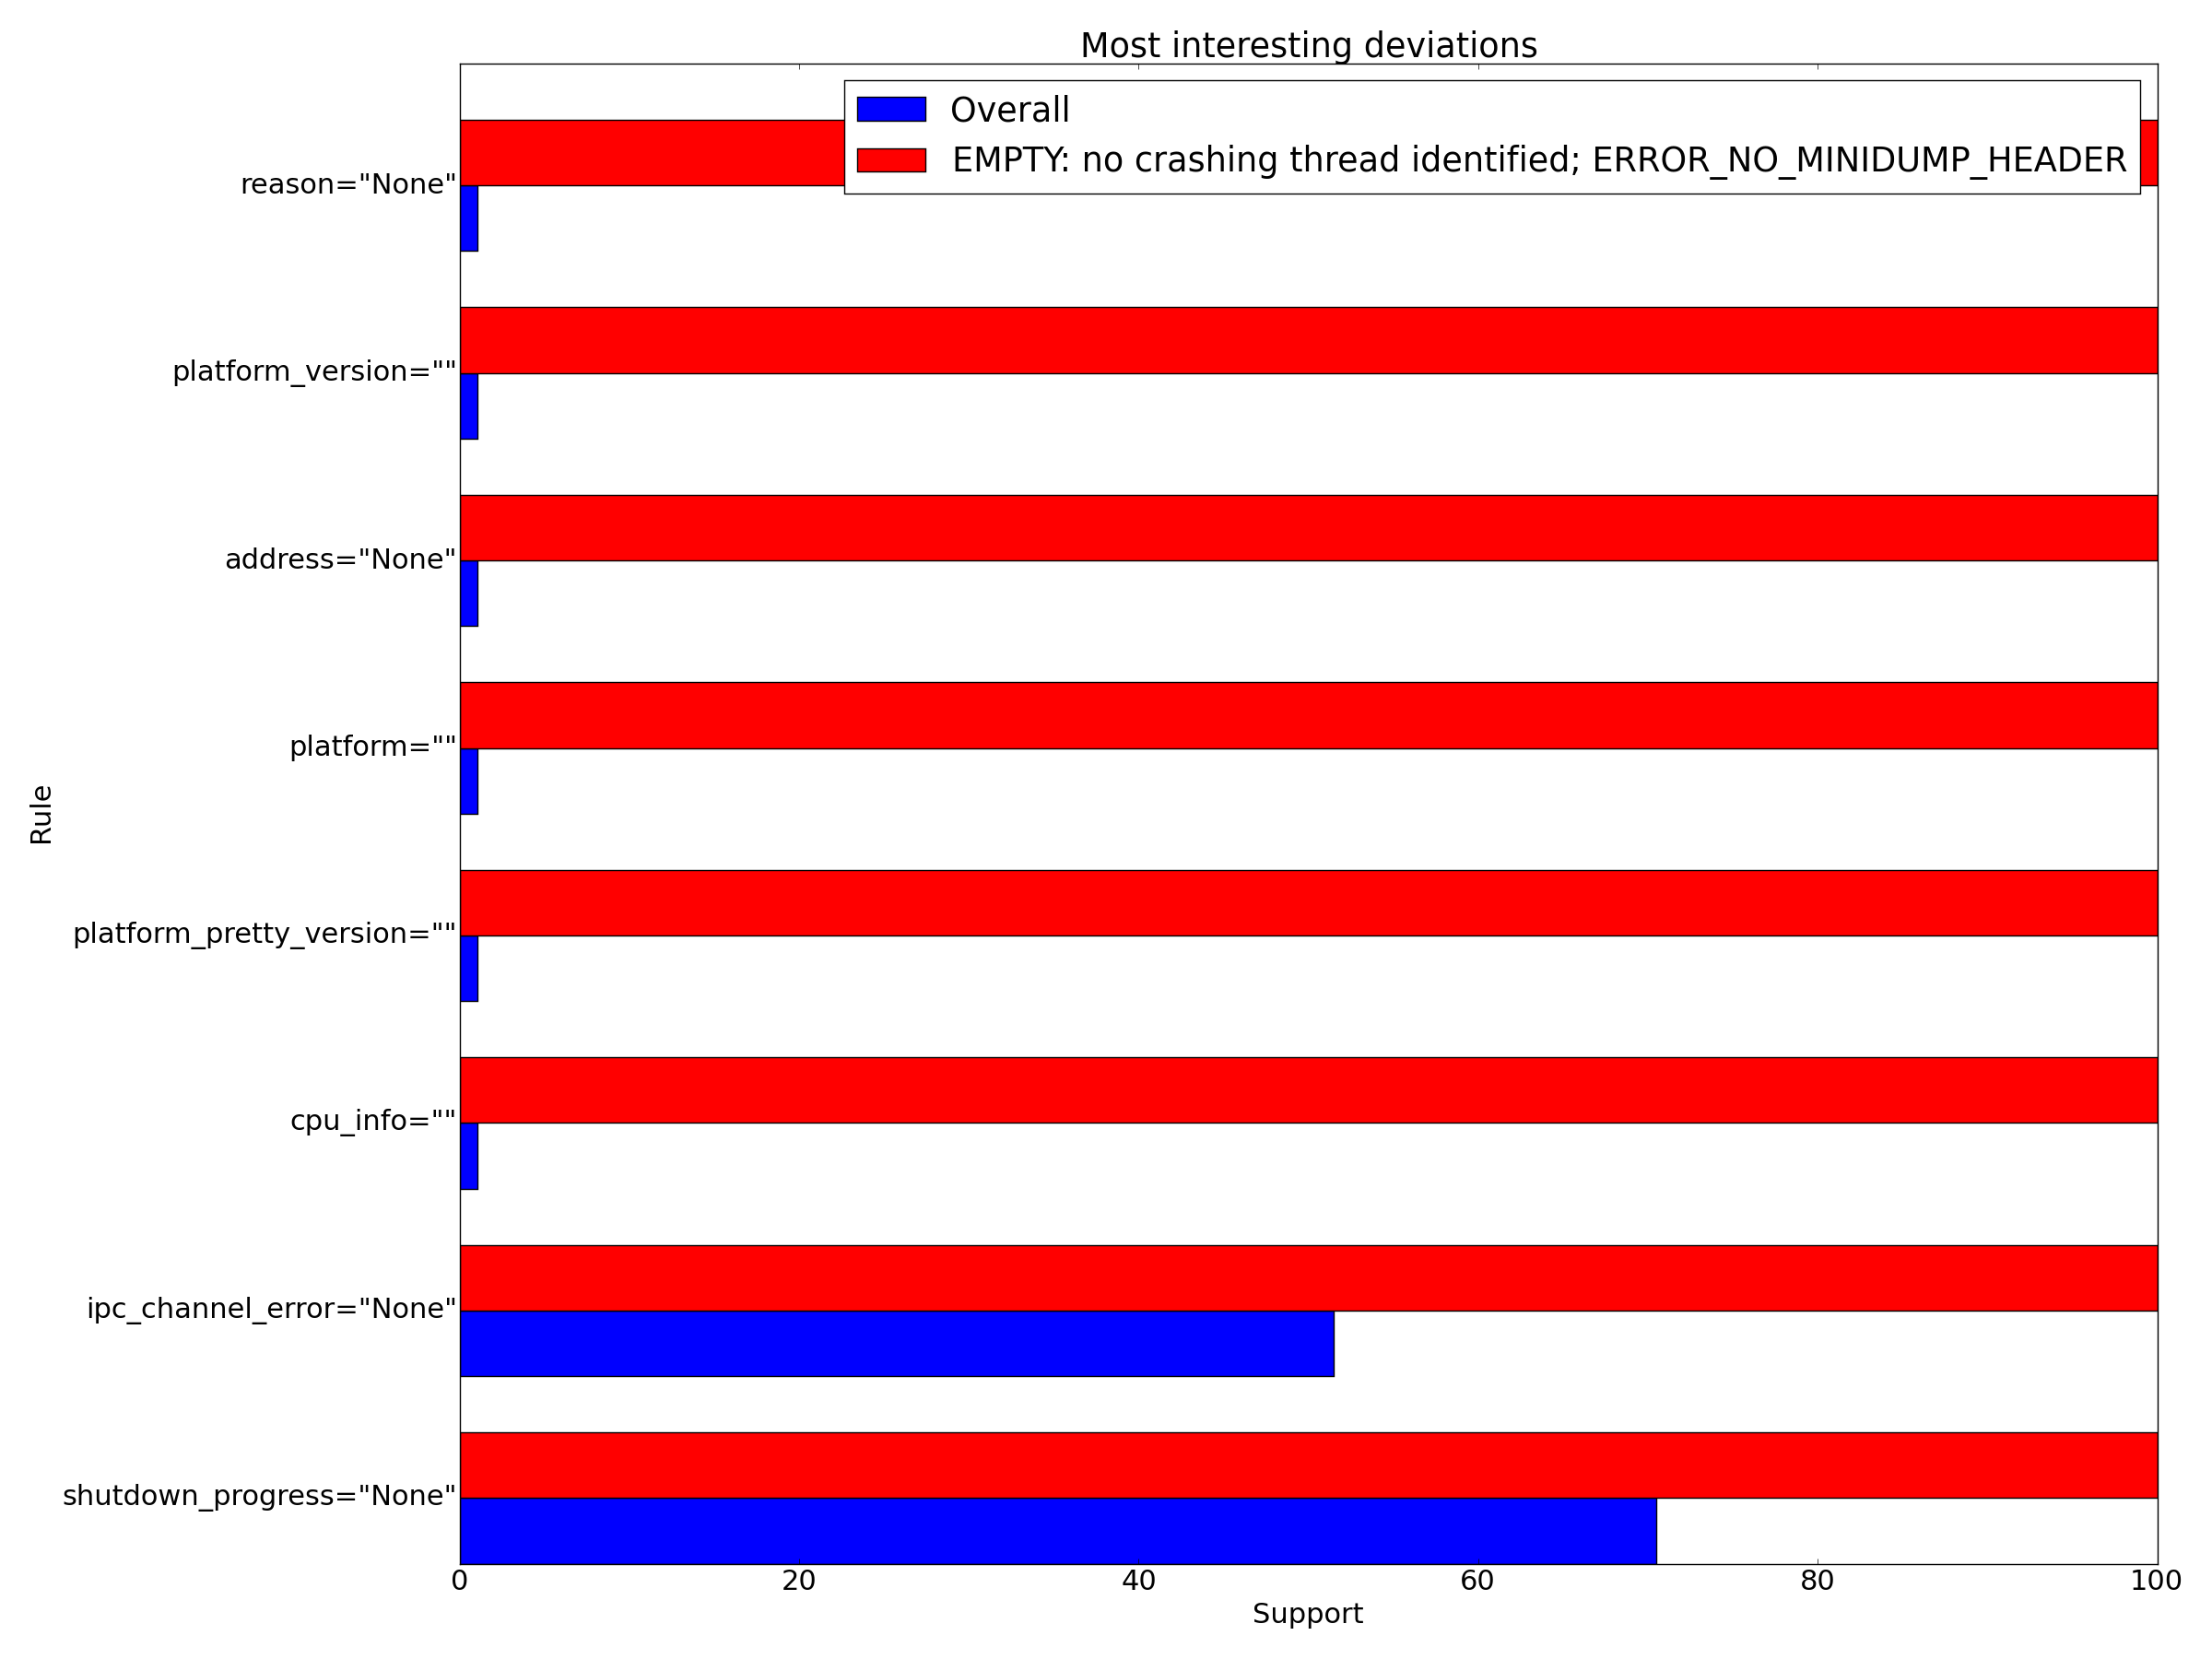 Most interesting deviations
Overall
EMPTY: no crashing thread identified; ERROR_NO_MINIDUMP_HEADER
reason="None"
platform_version=""
address="None"
platform=""
Rule
platform_pretty_version=""
cpu_info=""
ipc_channel_error="None"
shutdown_progress="None"
0 20 40 60 80 100
Support